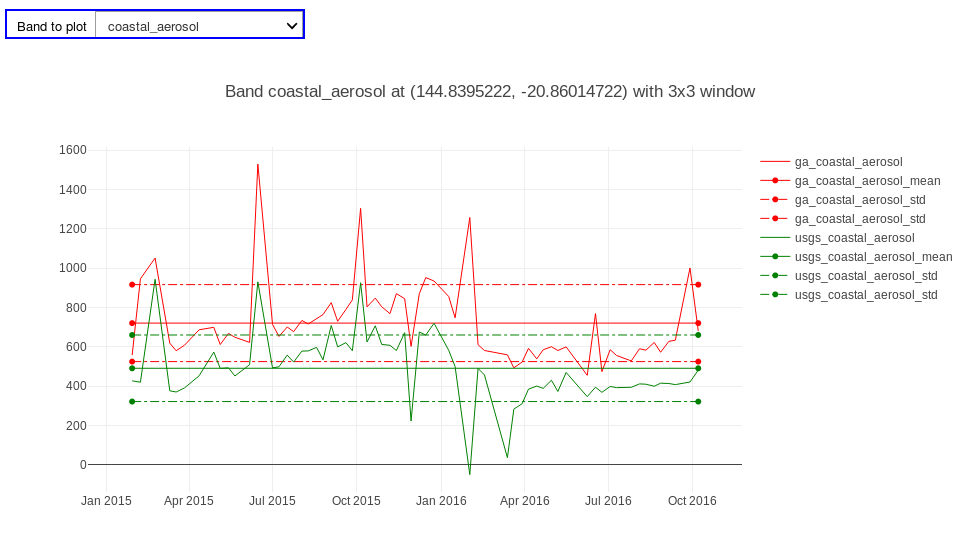 Band to plot coastal_aerosol
Band coastal_aerosol at (144.8395222, -20.86014722) with 3x3 window
1600
1400
1200
1000
800
600
400
200
0
Jan 2015 Apr 2015 Jul 2015 Oct 2015 Jan 2016 Apr 2016 Jul 2016 Oct 2016
ga_coastal_aerosol
ga_coastal_aerosol_mean
ga_coastal_aerosol_std
ga_coastal_aerosol_std
usgs_coastal_aerosol
usgs_coastal_aerosol_mean
usgs_coastal_aerosol_std
usgs_coastal_aerosol_std